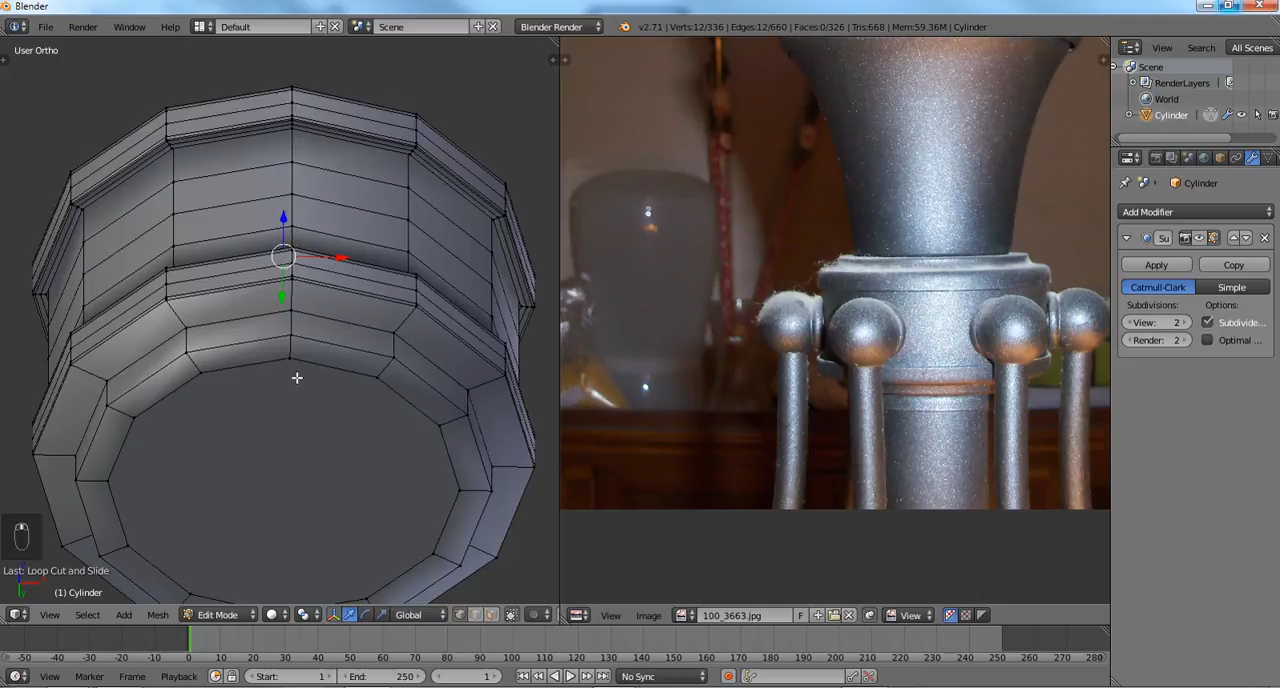 Blender
File Render Window Help Default Scene Blender Render v2.71 | Verts:12/336 | Edges:12/660 | Faces:0/326 | Tris:668 | Mem:59.36M | Cylinder
User Ortho
View Search All Scenes
Scene
RenderLayers
World
Cylinder
Cylinder
Add Modifier
Su
Apply Copy
Catmull-Clark Simple
Subdivisions: Options:
View: 2 Subdivide...
Render: 2 Optimal ...
Last: Loop Cut and Slide
(1) Cylinder
View Select Add Mesh Edit Mode Global View Image 100_3663.jpg F View
-50 -40 -30 -20 -10 0 10 20 30 40 50 60 70 80 90 100 110 120 130 140 150 160 170 180 190 200 210 220 230 240 250 260 270 280
View Marker Frame Playback Start: 1 End: 250 1 No Sync